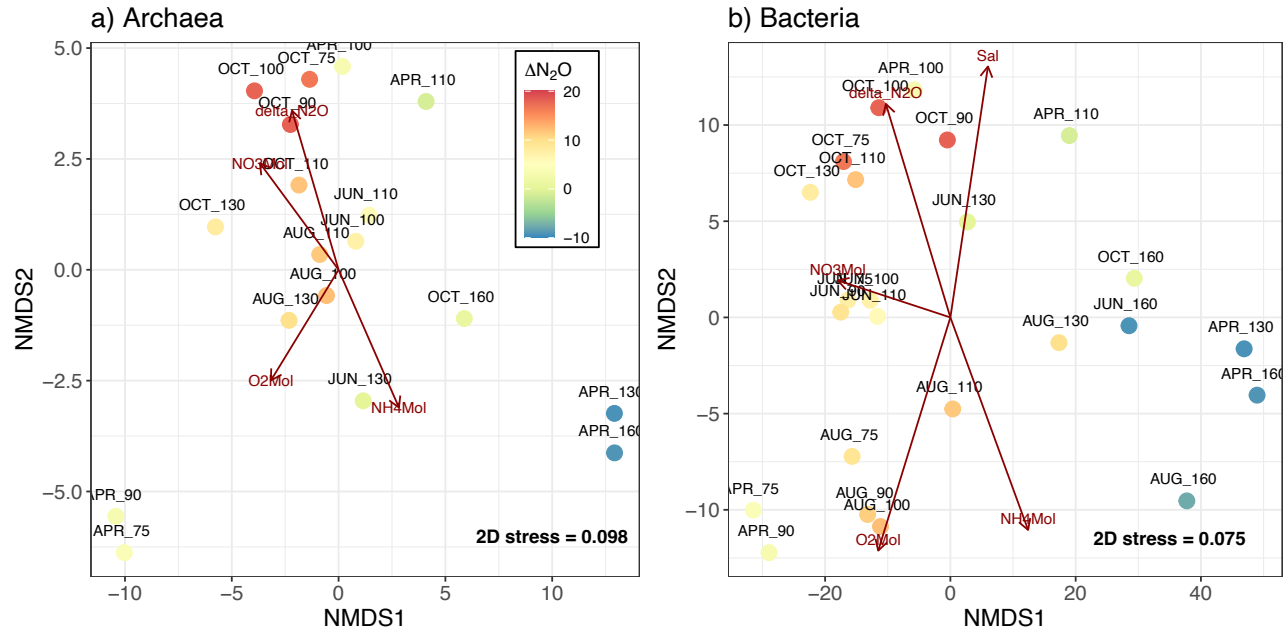 a) Archaea
b) Bacteria
5.0
2.5
0.0
−2.5
−5.0
NMDS2
−10
−5
0
5
10
NMDS1
ΔN2O
20
10
0
−10
APR_100
OCT_75
OCT_100
APR_110
OCT_90
delta_N2O
NO3Mol
OCT_110
JUN_110
OCT_130
JUN_100
AUG_110
AUG_100
AUG_130
OCT_160
O2Mol
JUN_130
NH4Mol
APR_130
APR_160
APR_90
APR_75
2D stress = 0.098
10
5
0
−5
−10
NMDS2
−20
0
20
40
NMDS1
Sal
APR_100
OCT_100
delta_N2O
OCT_90
APR_110
OCT_75
OCT_110
OCT_130
JUN_130
NO3Mol
JUN_75
JUN_100
JUN_90
JUN_110
OCT_160
JUN_160
AUG_130
APR_130
APR_160
AUG_110
AUG_75
AUG_90
AUG_100
APR_75
APR_90
O2Mol
NH4Mol
AUG_160
2D stress = 0.075